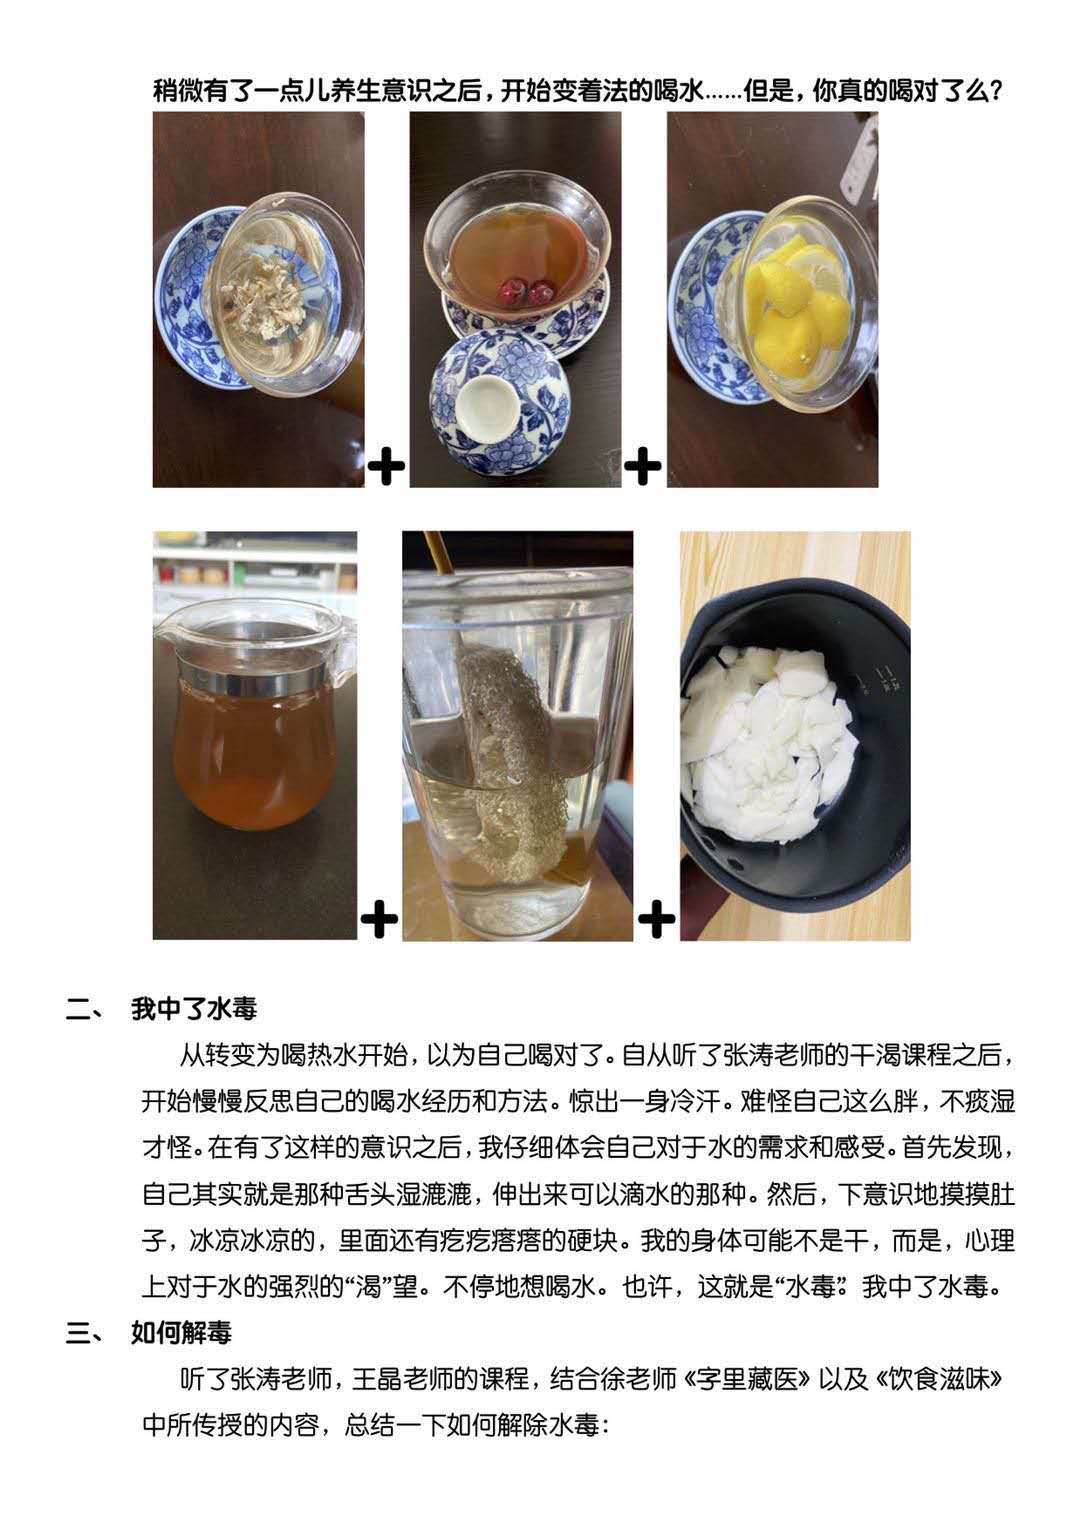 稍微有了一点儿养生意识之后，开始变着法的喝水……但是，你真的喝对了么？
+
+
+
+
二、 我中了水毒
从转变为喝热水开始，以为自己喝对了。自从听了张涛老师的干渴课程之后，
开始慢慢反思自己的喝水经历和方法。惊出一身冷汗。难怪自己这么胖，不痰湿
才怪。在有了这样的意识之后，我仔细体会自己对于水的需求和感受。首先发现，
自己其实就是那种舌头湿漉漉，伸出来可以滴水的那种。然后，下意识地摸摸肚
子，冰凉冰凉的，里面还有疙疙瘩瘩的硬块。我的身体可能不是干，而是，心理
上对于水的强烈的“渴”望。不停地想喝水。也许，这就是“水毒”。我中了水毒。
三、 如何解毒
听了张涛老师，王晶老师的课程，结合徐老师《字里藏医》以及《饮食滋味》
中所传授的内容，总结一下如何解除水毒：